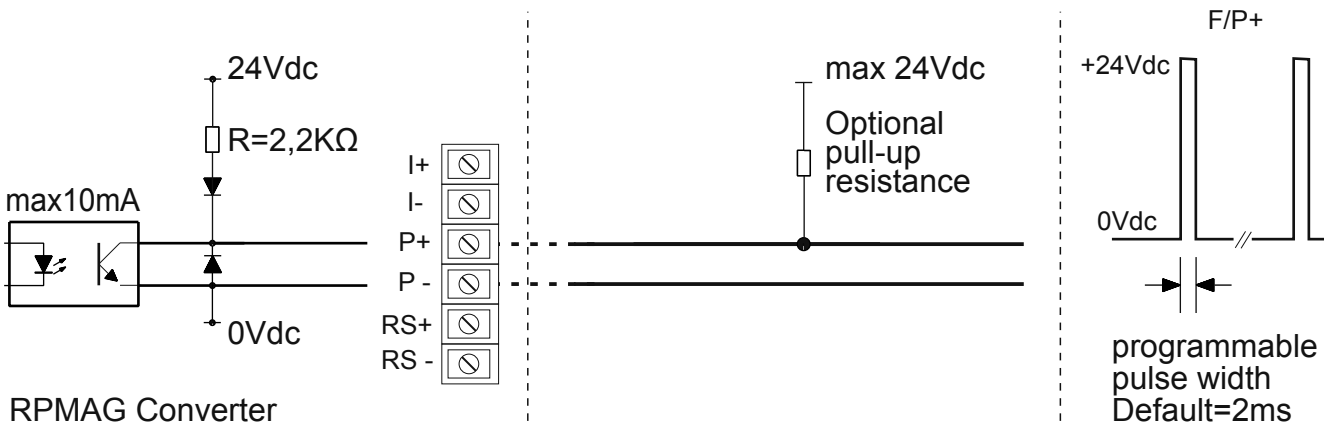 24Vdc
R=2,2KΩ
max10mA
0Vdc
RPMAG Converter
I+
I-
P+
P -
RS+
RS -
max 24Vdc
Optional
pull-up
resistance
F/P+
+24Vdc
0Vdc
programmable
pulse width
Default=2ms